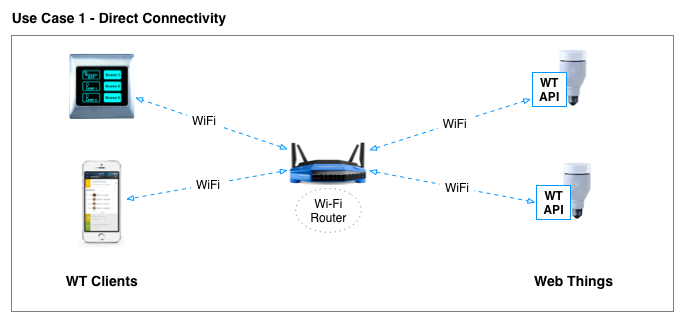 Use Case 1 - Direct Connectivity
WT
API
WiFi
WiFi
WiFi
WiFi
WT
API
Wi-Fi
Router
WT Clients
Web Things